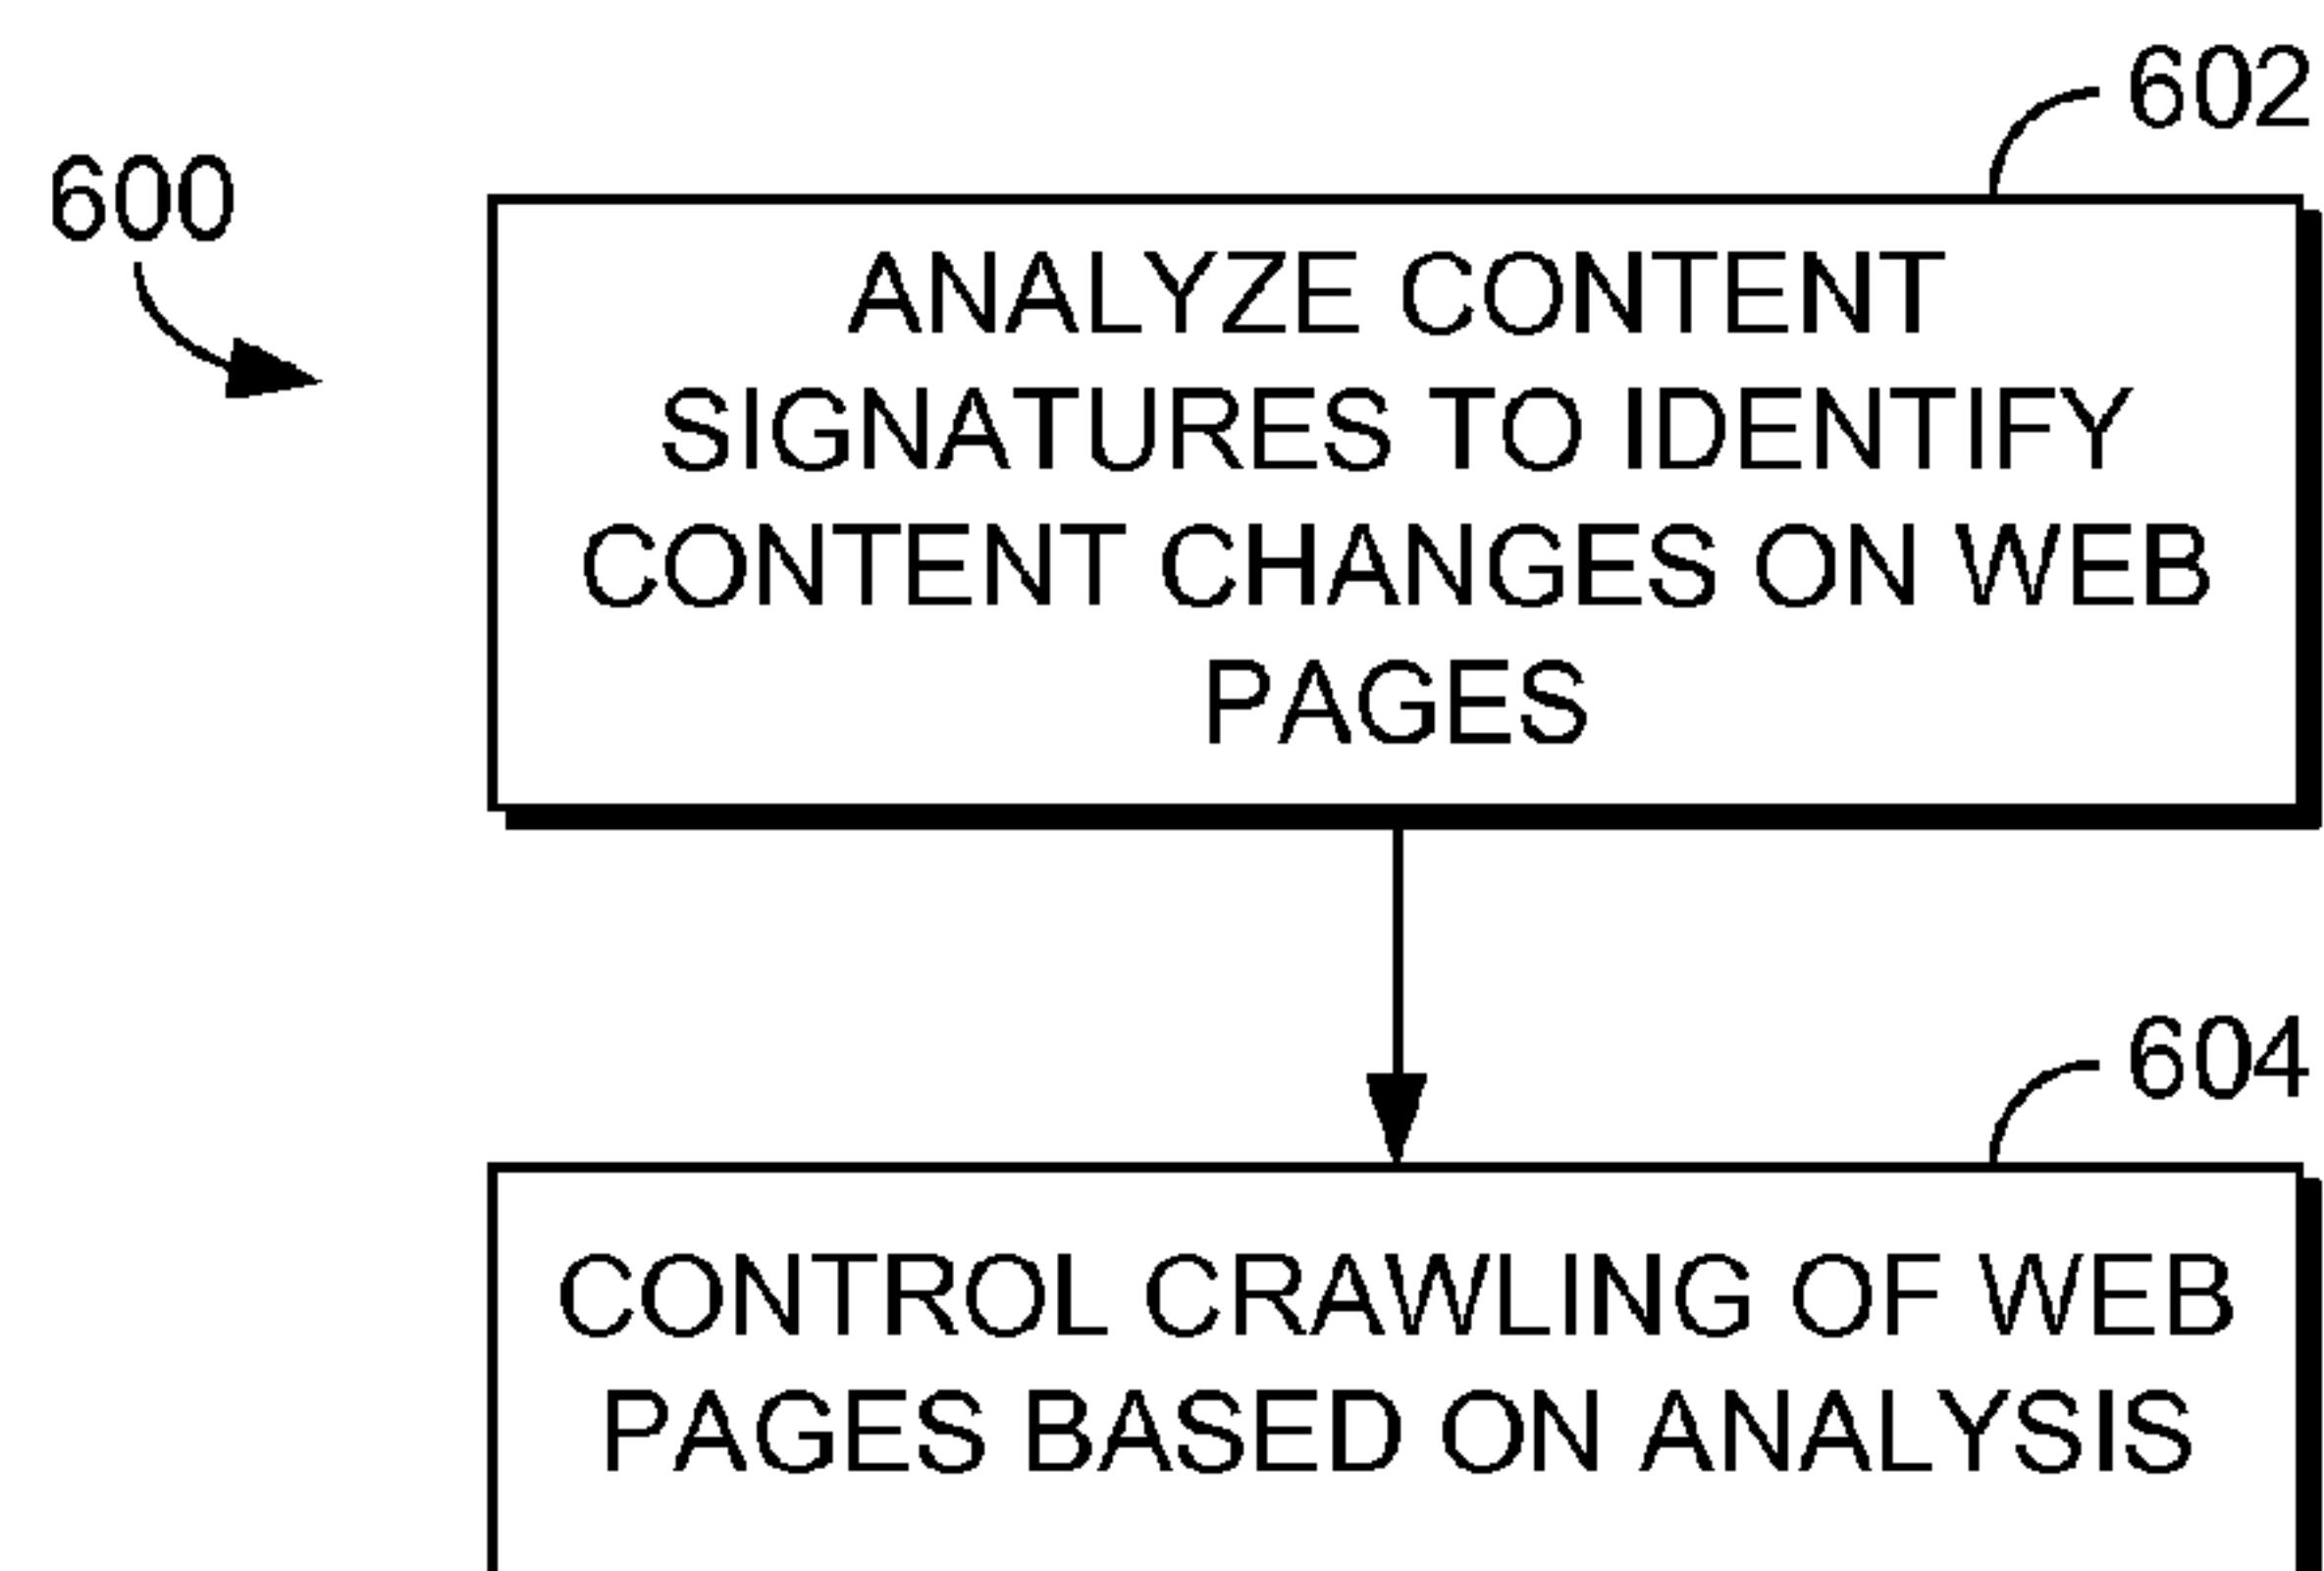 602
600
ANALYZE CONTENT
SIGNATURES TO IDENTIFY
CONTENT CHANGES ON WEB
PAGES
604
CONTROL CRAWLING OF WEB
PAGES BASED ON ANALYSIS